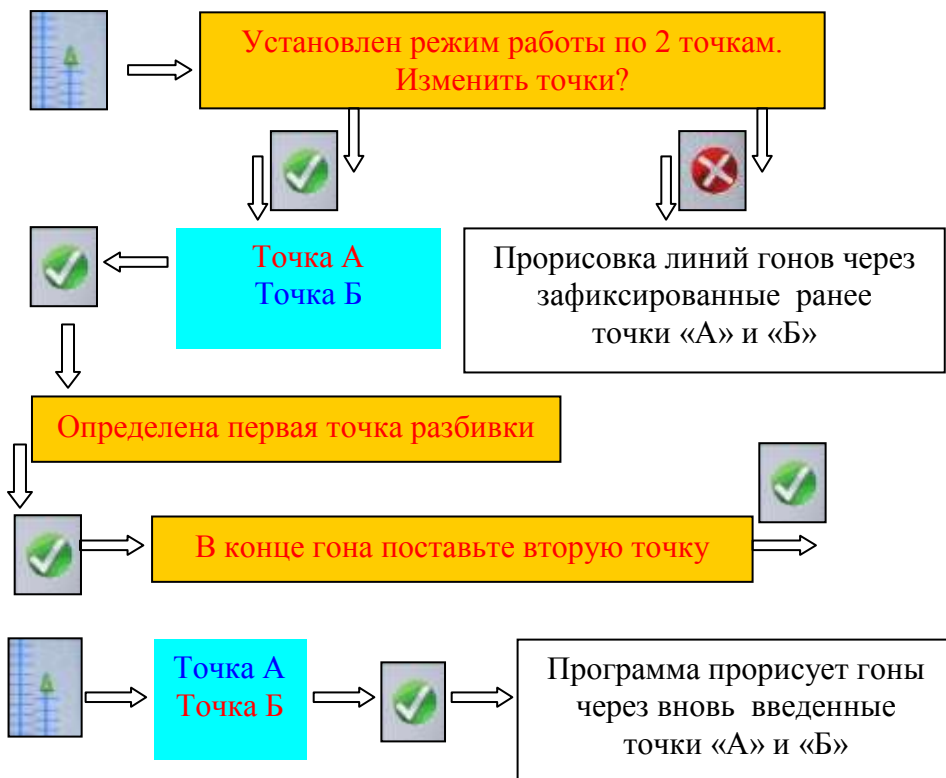 Установлен режим работы по 2 точкам.
Изменить точки?
Точка А
Точка Б
Прорисовка линий гонов через
зафиксированные ранее
точки «А» и «Б»
Определена первая точка разбивки
В конце гона поставьте вторую точку
Точка А
Точка Б
Программа прорисует гоны
через вновь введенные
точки «А» и «Б»